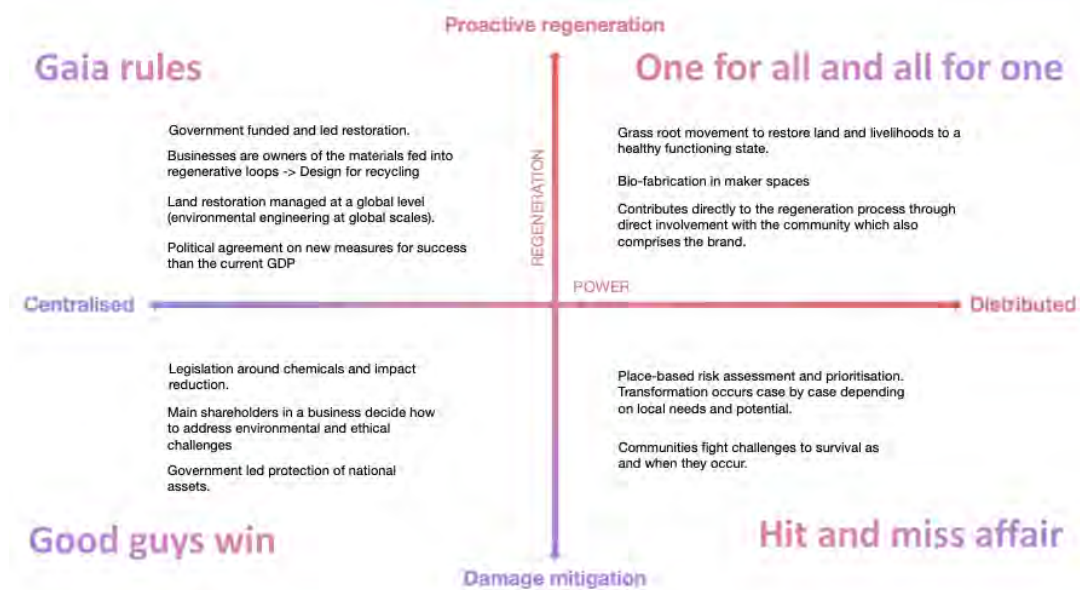 Proactive regeneration
Gaia rules
One for all and all for one
Government funded and led restoration.
Businesses are owners of the materials fed into
regenerative loops -> Design for recycling
Land restoration managed at a global level
(environmental engineering at global scales).
Political agreement on new measures for success
than the current GDP
Grass root movement to restore land and livelihoods to a
healthy functioning state.
Bio-fabrication in maker spaces
Contributes directly to the regeneration process through
direct involvement with the community which also
comprises the brand.
REGENERATION
POWER
Centralised
Distributed
Legislation around chemicals and impact
reduction.
Main shareholders in a business decide how
to address environmental and ethical
challenges
Government led protection of national
assets.
Place-based risk assessment and prioritisation.
Transformation occurs case by case depending
on local needs and potential.
Communities fight challenges to survival as
and when they occur.
Good guys win
Hit and miss affair
Damage mitigation